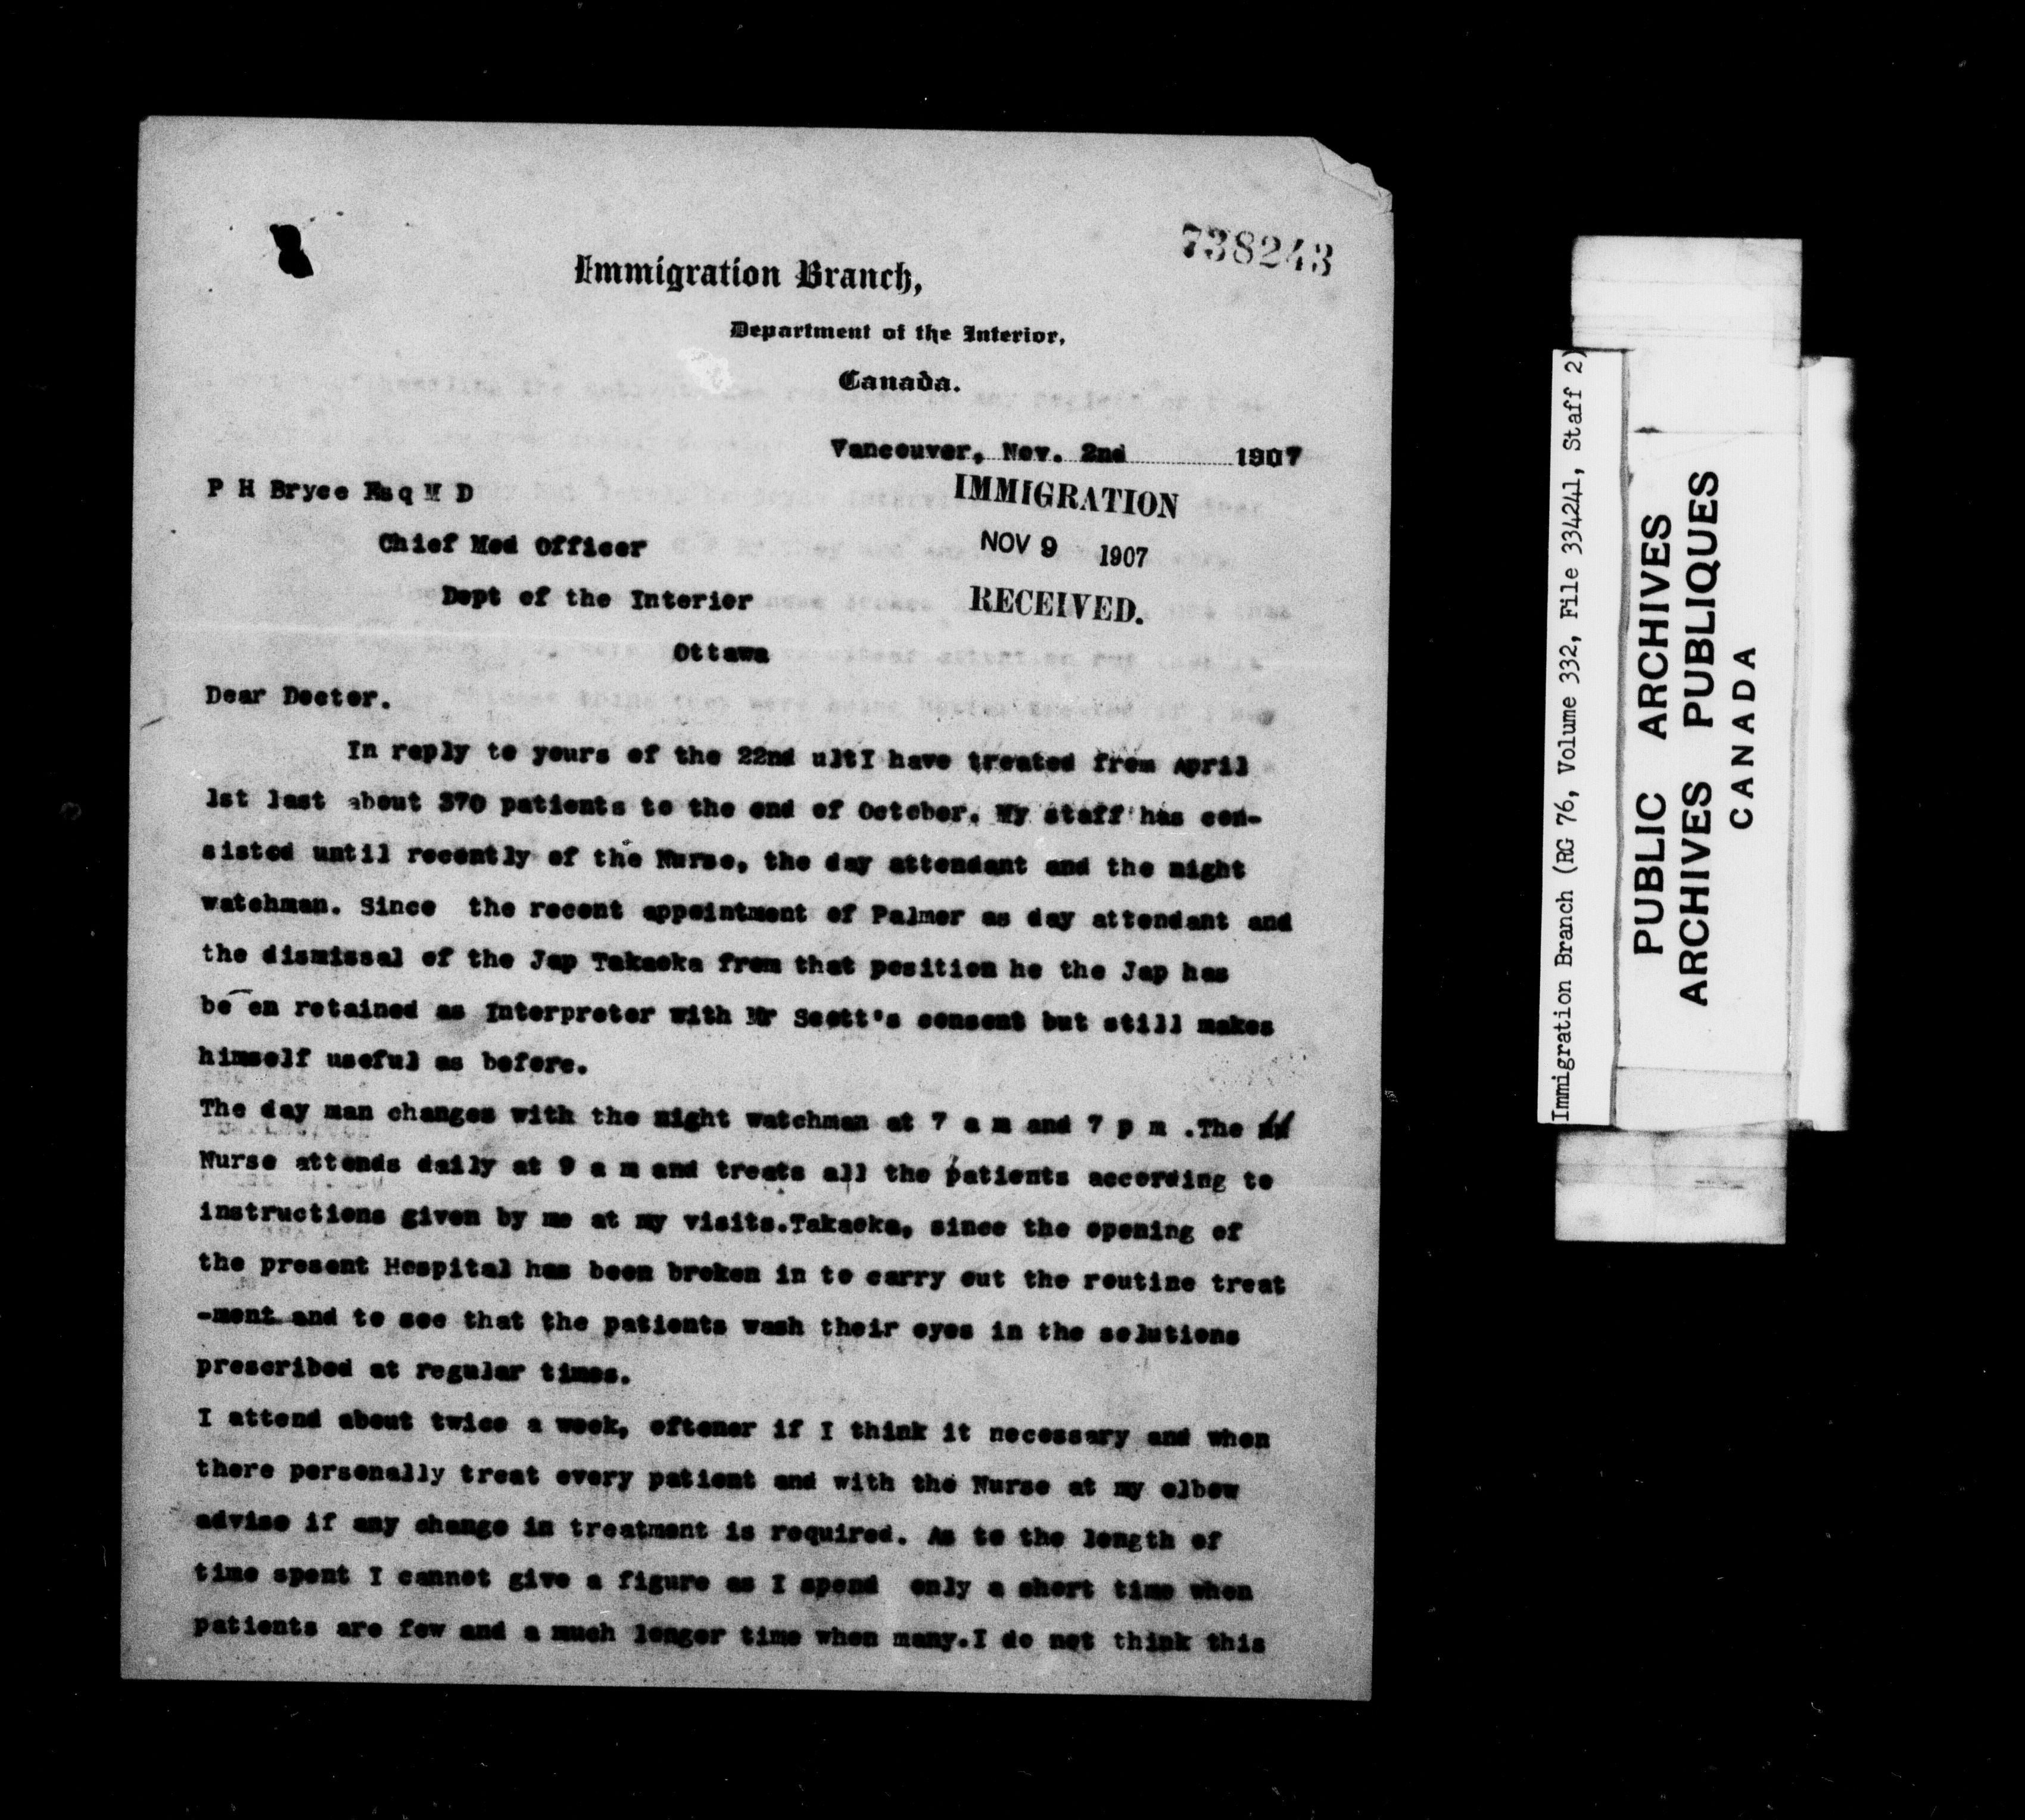 738243
Immigration Branch,
Department of the Interior,
Canada.
Vancouver, Nov. 2nd 1907
P H Bryce Esq M D
IMMIGRATION
Chief Med Officer
NOV 9 1907
Dept of the Interior
RECEIVED.
Ottawa
Dear Doctor.
In reply to yours of the 22nd ultI have treated from April
1st last about 370 patients to the end of October. My staff has con-
sisted until recently of the Nurse, the day attendant and the night
watchman. Since the recent appointment of Palmer as day attendant and
the dismissal of the Jap Takaoka from that position he the Jap has
be en retained as Interpreter with Mr Scott's consent but still makes
himself useful as before.
The day man changes with the night watchman at 7 a m and 7 p m .The
Nurse attends daily at 9 a m and treats all the patients according to
instructions given by me at my visits.Takaoka, since the opening of
the present Hospital has been broken in to carry out the routine treat
-ment and to see that the patients wash their eyes in the solutions
prescribed at regular times.
I attend about twice a week, oftener if I think it necessary and when
there personally treat every patient and with the Nurse at my elbow
advise if any change in treatment is required. As to the length of
time spent I cannot give a figure as I spend only a short time when
patients are few and a much longer time when many.I do not think this
Immigration Branch (RG 76, Volume 332, File 334241, Staff 2)
PUBLIC ARCHIVES
ARCHIVES PUBLIQUES
CANADA